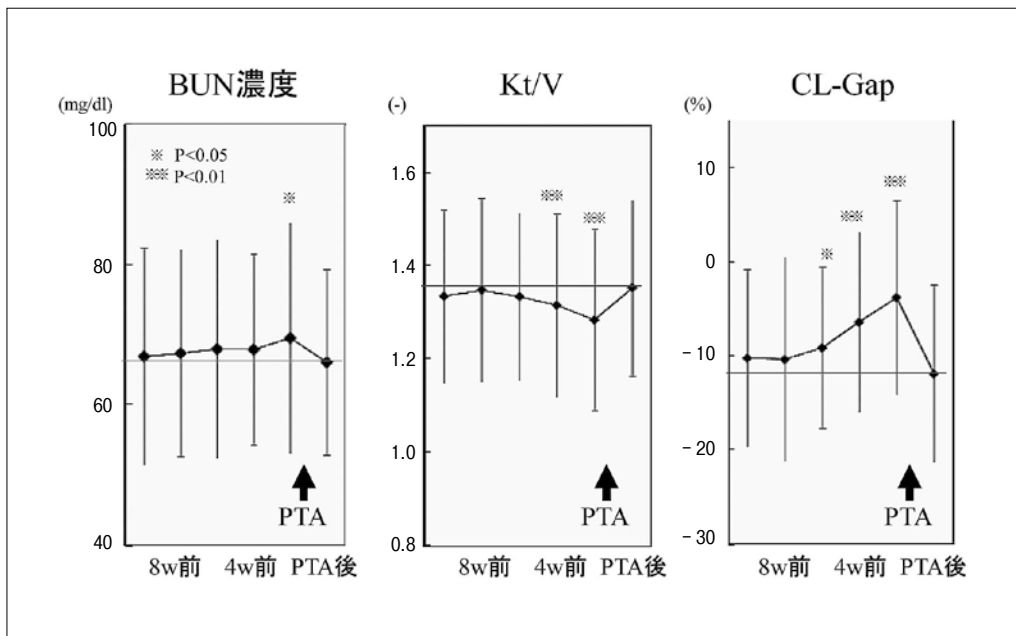 BUN濃度
(mg/dl)
100
80
60
40
※ P<0.05
※※ P<0.01
※
PTA
8w前 4w前 PTA後
Kt/V
(-)
1.6
1.4
1.2
1.0
0.8
※※
※※
PTA
8w前 4w前 PTA後
CL-Gap
(%)
10
0
-10
-20
-30
※
※※
※※
PTA
8w前 4w前 PTA後